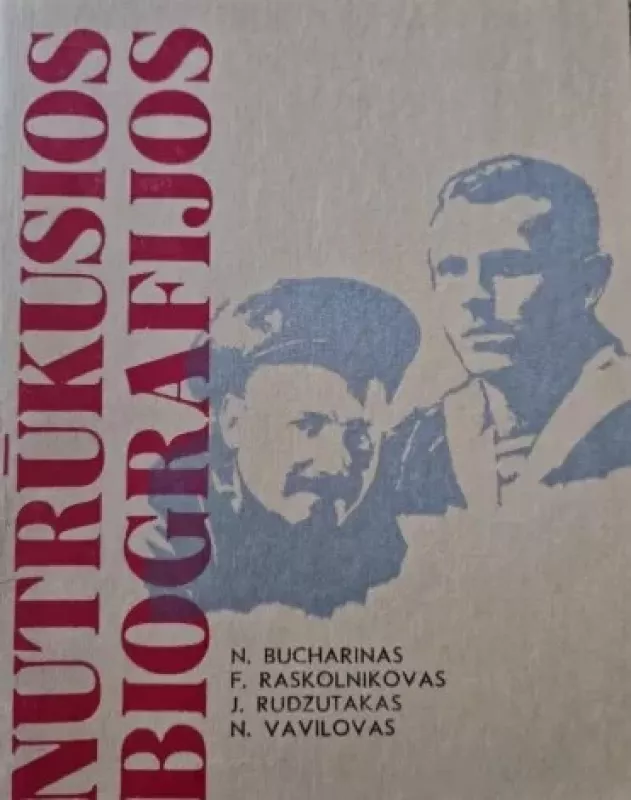 NUTRŪKUSIOS
BIOGRAFIJOS
N. BUCHARINAS
F. RASKOLNIKOVAS
J. RUDZUTAKAS
N. VAVILOVAS